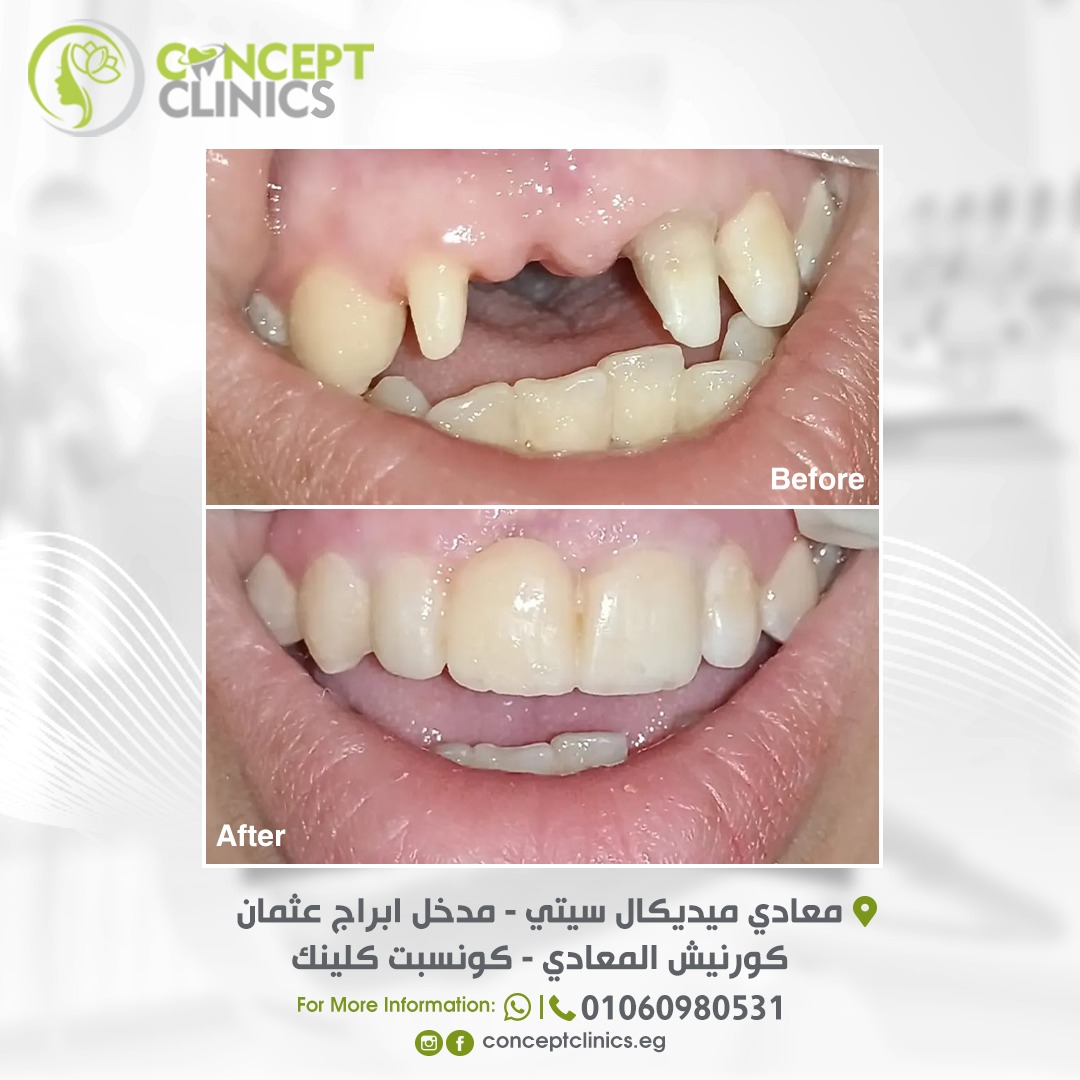 CONCEPT
CLINICS
Before
After
معادي ميديكال سيتي - مدخل ابراج عثمان
كورنيش المعادي - كونسبت كلينك
For More Information: | 01060980531
conceptclinics.eg